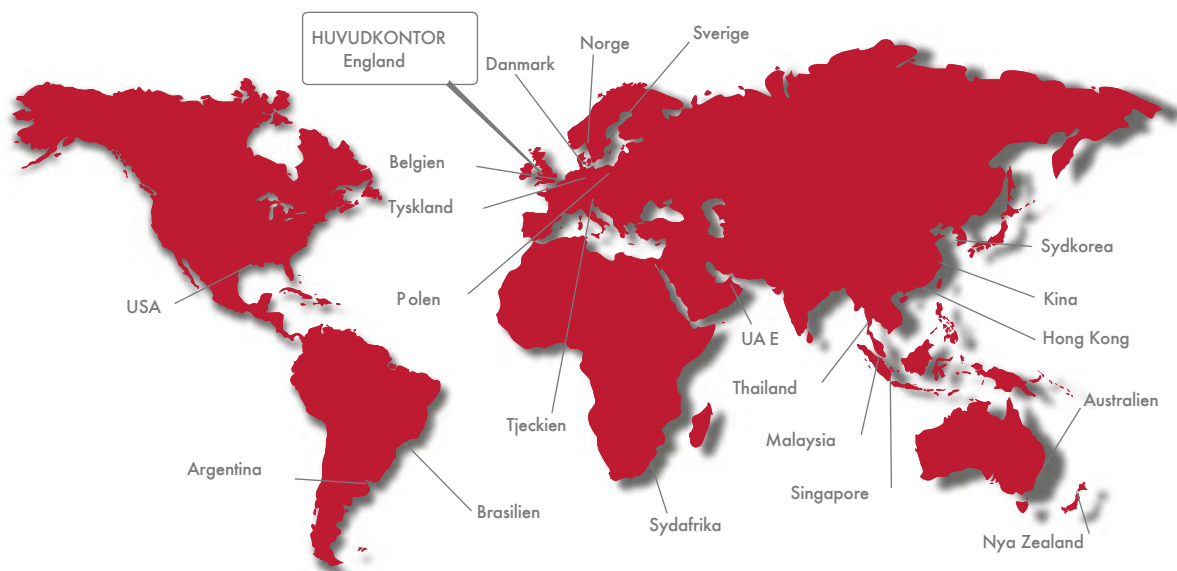 HUVUDKONTOR
England
Norge
Sverige
Danmark
Belgien
Tyskland
Polen
USA
Tjeckien
Argentina
Brasilien
Sydafrika
UA E
Sydkorea
Kina
Hong Kong
Thailand
Malaysia
Singapore
Australien
Nya Zealand